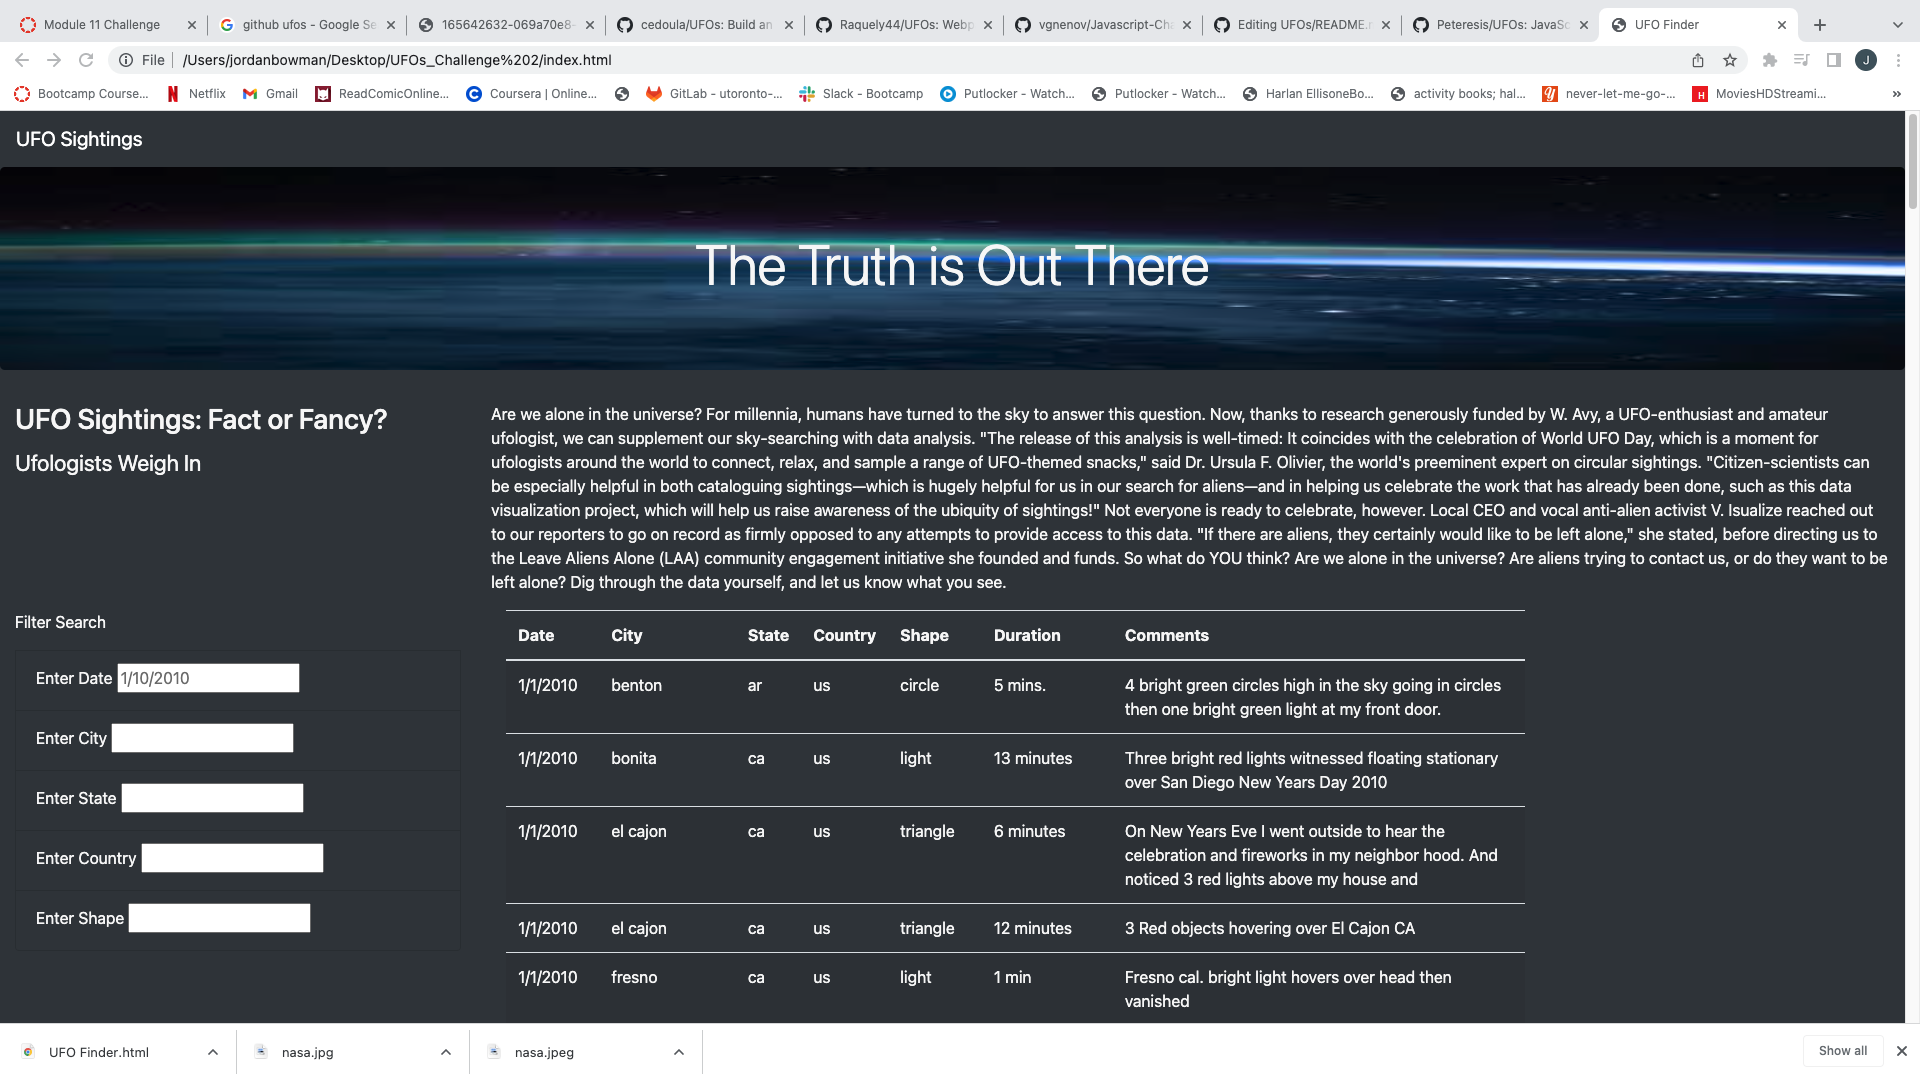 Module 11 Challenge
github ufos - Google Se
165642632-069a70e8-
cedoula/UFOs: Build an
Raquely44/UFOs: Webp
vgnenov/Javascript-Cha
Editing UFOs/README.m
Peteresis/UFOs: JavaSc
UFO Finder
File /Users/jordanbowman/Desktop/UFOs_Challenge%202/index.html
J
Bootcamp Course...
Netflix
Gmail
ReadComicOnline...
Coursera | Online...
GitLab - utoronto-...
Slack - Bootcamp
Putlocker - Watch...
Putlocker - Watch...
Harlan EllisoneBo...
activity books; hal...
never-let-me-go-...
MoviesHDStreami...
UFO Sightings
The Truth is Out There
UFO Sightings: Fact or Fancy?
Ufologists Weigh In
Are we alone in the universe? For millennia, humans have turned to the sky to answer this question. Now, thanks to research generously funded by W. Avy, a UFO-enthusiast and amateur
ufologist, we can supplement our sky-searching with data analysis. "The release of this analysis is well-timed: It coincides with the celebration of World UFO Day, which is a moment for
ufologists around the world to connect, relax, and sample a range of UFO-themed snacks," said Dr. Ursula F. Olivier, the world's preeminent expert on circular sightings. "Citizen-scientists can
be especially helpful in both cataloguing sightings—which is hugely helpful for us in our search for aliens—and in helping us celebrate the work that has already been done, such as this data
visualization project, which will help us raise awareness of the ubiquity of sightings!" Not everyone is ready to celebrate, however. Local CEO and vocal anti-alien activist V. Isualize reached out
to our reporters to go on record as firmly opposed to any attempts to provide access to this data. "If there are aliens, they certainly would like to be left alone," she stated, before directing us to
the Leave Aliens Alone (LAA) community engagement initiative she founded and funds. So what do YOU think? Are we alone in the universe? Are aliens trying to contact us, or do they want to be
left alone? Dig through the data yourself, and let us know what you see.
Filter Search
Enter Date 1/10/2010
Enter City
Enter State
Enter Country
Enter Shape
Date City State Country Shape Duration Comments
1/1/2010 benton ar us circle 5 mins. 4 bright green circles high in the sky going in circles
then one bright green light at my front door.
1/1/2010 bonita ca us light 13 minutes Three bright red lights witnessed floating stationary
over San Diego New Years Day 2010
1/1/2010 el cajon ca us triangle 6 minutes On New Years Eve I went outside to hear the
celebration and fireworks in my neighbor hood. And
noticed 3 red lights above my house and
1/1/2010 el cajon ca us triangle 12 minutes 3 Red objects hovering over El Cajon CA
1/1/2010 fresno ca us light 1 min Fresno cal. bright light hovers over head then
vanished
UFO Finder.html
nasa.jpg
nasa.jpeg
Show all